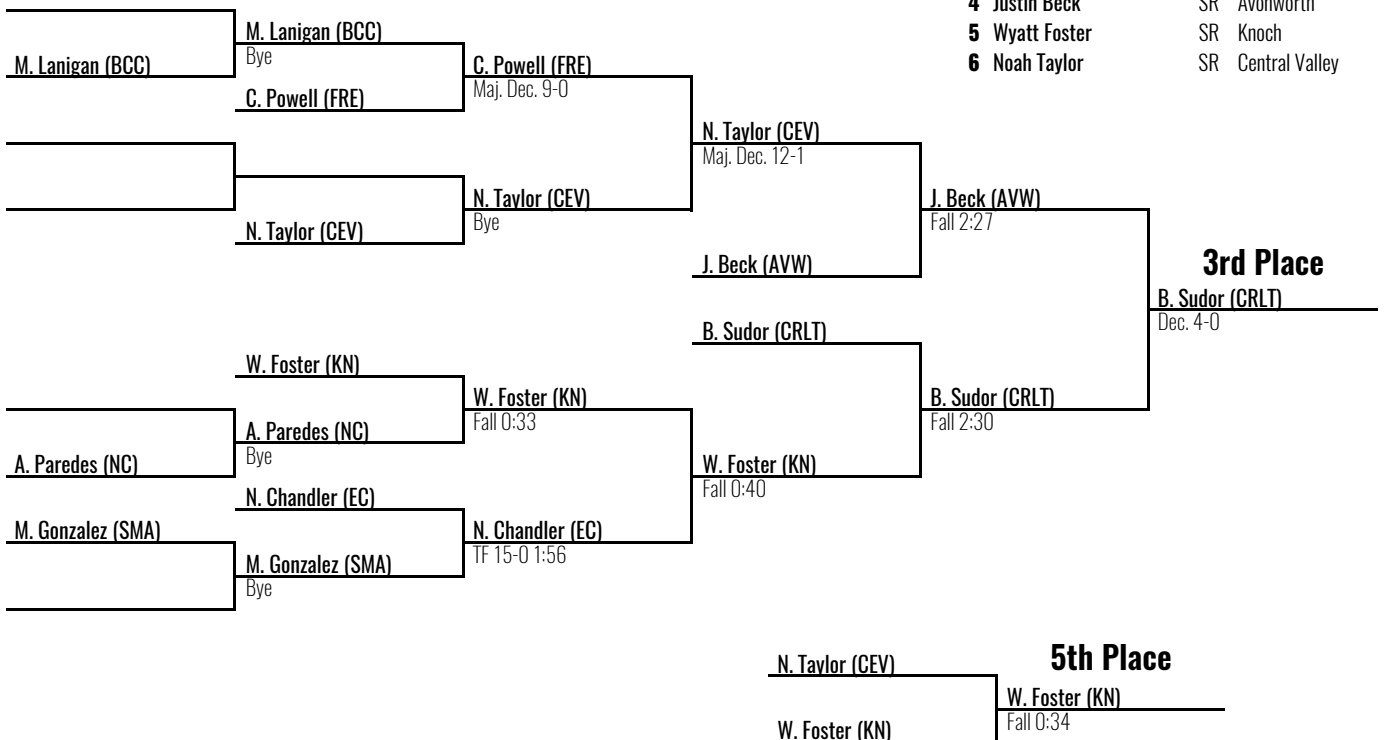 4 Justin Beck SR Avonworth
5 Wyatt Foster SR Knoch
6 Noah Taylor SR Central Valley
M. Lanigan (BCC)
Bye
M. Lanigan (BCC)
C. Powell (FRE)
Maj. Dec. 9-0
C. Powell (FRE)
N. Taylor (CEV)
Maj. Dec. 12-1
N. Taylor (CEV)
Bye
N. Taylor (CEV)
J. Beck (AVW)
Fall 2:27
J. Beck (AVW)
3rd Place
B. Sudor (CRLT)
Dec. 4-0
B. Sudor (CRLT)
W. Foster (KN)
W. Foster (KN)
Fall 0:33
B. Sudor (CRLT)
Fall 2:30
A. Paredes (NC)
Bye
A. Paredes (NC)
W. Foster (KN)
Fall 0:40
N. Chandler (EC)
M. Gonzalez (SMA)
N. Chandler (EC)
TF 15-0 1:56
M. Gonzalez (SMA)
Bye
5th Place
N. Taylor (CEV)
W. Foster (KN)
Fall 0:34
W. Foster (KN)